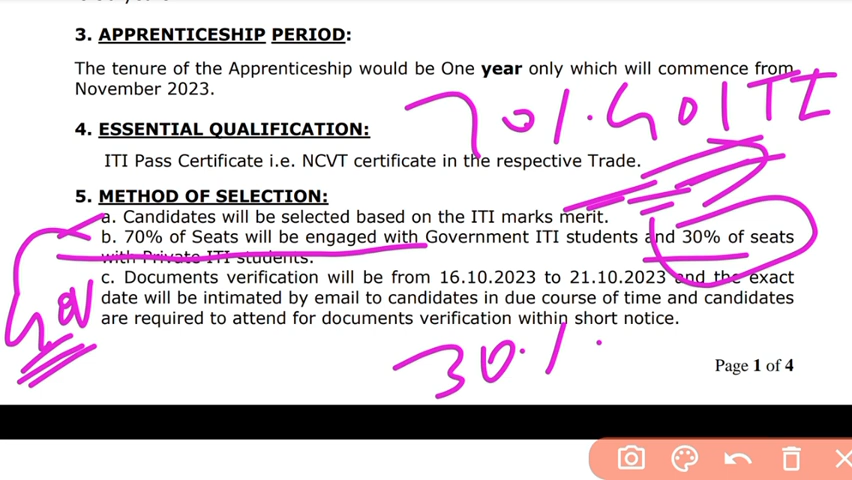 3. APPRENTICESHIP PERIOD:
The tenure of the Apprenticeship would be One year only which will commence from
November 2023.
70%. GOITI
4. ESSENTIAL QUALIFICATION:
ITI Pass Certificate i.e. NCVT certificate in the respective Trade.
5. METHOD OF SELECTION:
a. Candidates will be selected based on the ITI marks merit.
b. 70% of Seats will be engaged with Government ITI students and 30% of seats
with Private ITI students.
c. Documents verification will be from 16.10.2023 to 21.10.2023 and the exact
date will be intimated by email to candidates in due course of time and candidates
are required to attend for documents verification within short notice.
30%
Page 1 of 4